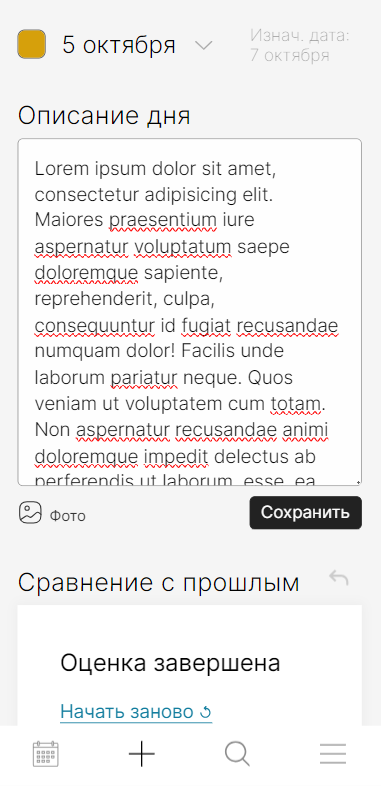 5 октября
Изнач. дата:
7 октября
Описание дня
Lorem ipsum dolor sit amet,
consectetur adipisicing elit.
Maiores praesentium iure
aspernatur voluptatum saepe
doloremque sapiente,
reprehenderit, culpa,
consequuntur id fugiat recusandae
numquam dolor! Facilis unde
laborum pariatur neque. Quos
veniam ut voluptatem cum totam.
Non aspernatur recusandae animi
doloremque impedit delectus ab
perferendis ut laborum, esse, ea
Фото
Сохранить
Сравнение с прошлым
Оценка завершена
Начать заново